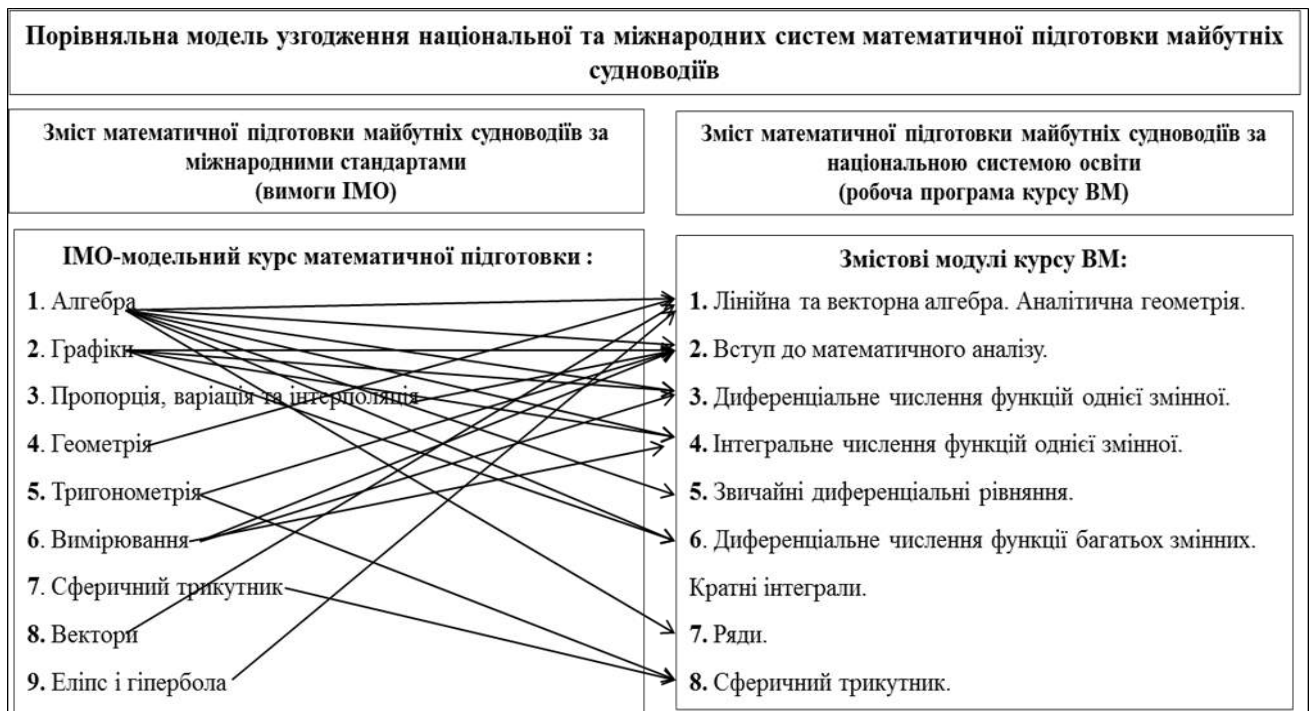 Порівняльна модель узгодження національної та міжнародних систем математичної підготовки майбутніх
судноводіїв
Зміст математичної підготовки майбутніх судноводіїв за
міжнародними стандартами
(вимоги ІМО)
Зміст математичної підготовки майбутніх судноводіїв за
національною системою освіти
(робоча програма курсу ВМ)
ІМО-модельний курс математичної підготовки :
1. Алгебра
2. Графіки
3. Пропорція, варіація та інтерполяція
4. Геометрія
5. Тригонометрія
6. Вимірювання
7. Сферичний трикутник
8. Вектори
9. Еліпс і гіпербола
Змістові модулі курсу ВМ:
1. Лінійна та векторна алгебра. Аналітична геометрія.
2. Вступ до математичного аналізу.
3. Диференціальне числення функцій однієї змінної.
4. Інтегральне числення функцій однієї змінної.
5. Звичайні диференціальні рівняння.
6. Диференціальне числення функції багатьох змінних.
Кратні інтеграли.
7. Ряди.
8. Сферичний трикутник.